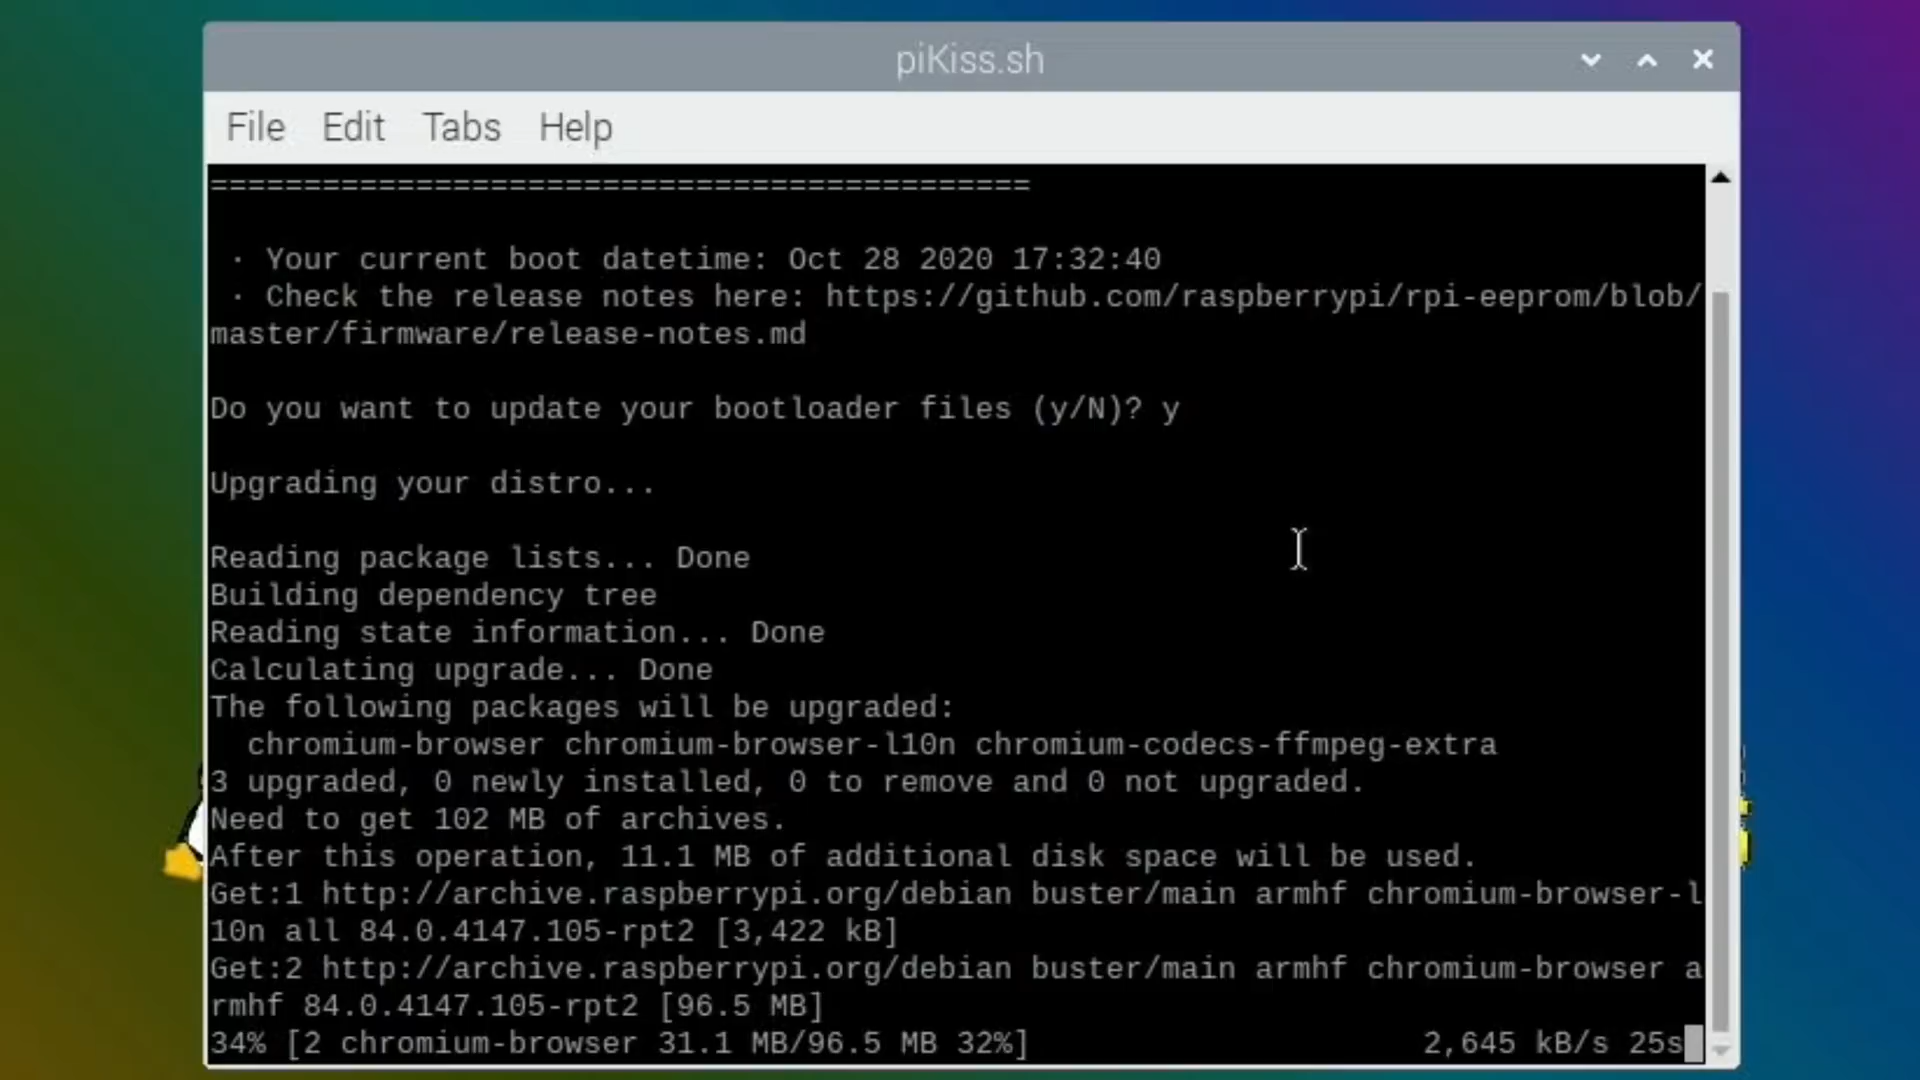 piKiss.sh
File Edit Tabs Help
============================================
· Your current boot datetime: Oct 28 2020 17:32:40
· Check the release notes here: https://github.com/raspberrypi/rpi-eeprom/blob/
master/firmware/release-notes.md
Do you want to update your bootloader files (y/N)? y
Upgrading your distro...
Reading package lists... Done
Building dependency tree
Reading state information... Done
Calculating upgrade... Done
The following packages will be upgraded:
chromium-browser chromium-browser-l10n chromium-codecs-ffmpeg-extra
3 upgraded, 0 newly installed, 0 to remove and 0 not upgraded.
Need to get 102 MB of archives.
After this operation, 11.1 MB of additional disk space will be used.
Get:1 http://archive.raspberrypi.org/debian buster/main armhf chromium-browser-l
10n all 84.0.4147.105-rpt2 [3,422 kB]
Get:2 http://archive.raspberrypi.org/debian buster/main armhf chromium-browser a
rmhf 84.0.4147.105-rpt2 [96.5 MB]
34% [2 chromium-browser 31.1 MB/96.5 MB 32%] 2,645 kB/s 25s